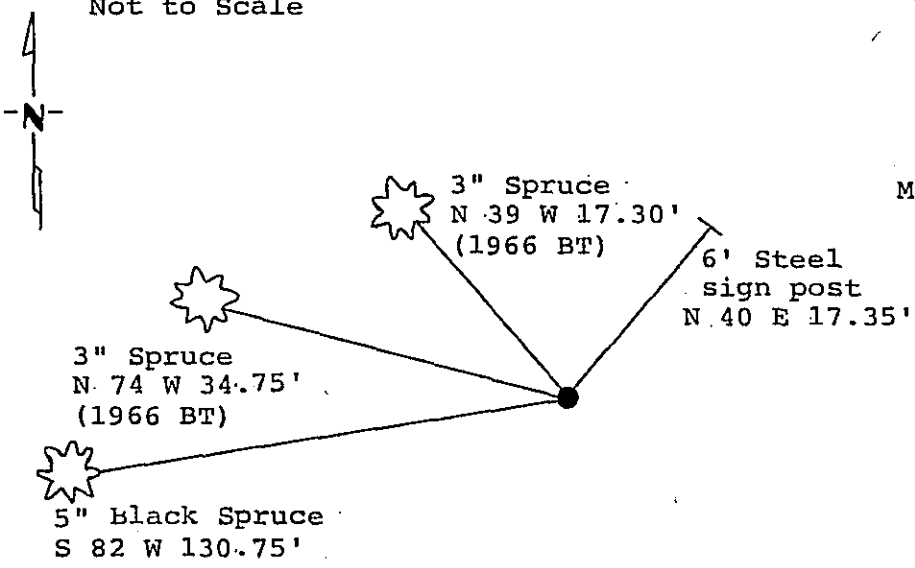 Not to Scale
-N-
3" Spruce
N 39 W 17.30'
(1966 BT)
M
6' Steel
sign post
N 40 E 17.35'
3" Spruce
N 74 W 34.75'
(1966 BT)
5" Black Spruce
S 82 W 130.75'